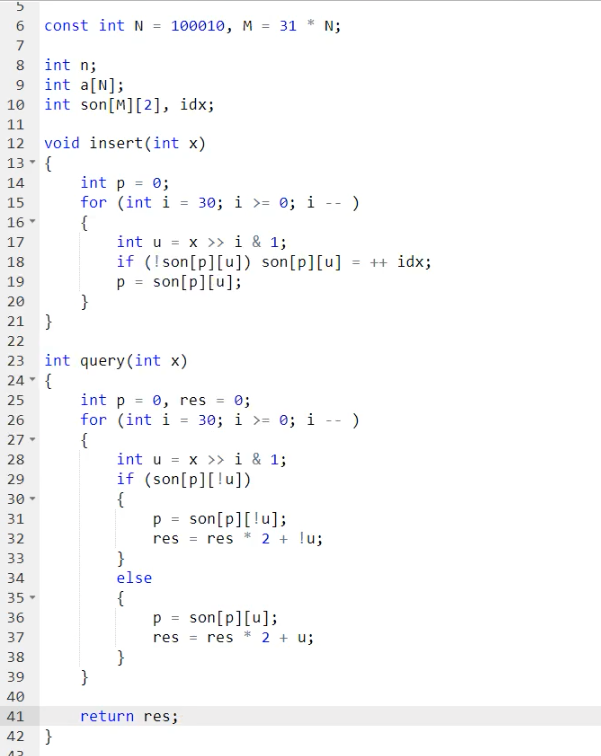 5
6 const int N = 100010, M = 31 * N;
7
8 int n;
9 int a[N];
10 int son[M][2], idx;
11
12 void insert(int x)
13 {
14     int p = 0;
15     for (int i = 30; i >= 0; i -- )
16     {
17         int u = x >> i & 1;
18         if (!son[p][u]) son[p][u] = ++ idx;
19         p = son[p][u];
20     }
21 }
22
23 int query(int x)
24 {
25     int p = 0, res = 0;
26     for (int i = 30; i >= 0; i -- )
27     {
28         int u = x >> i & 1;
29         if (son[p][!u])
30         {
31             p = son[p][!u];
32             res = res * 2 + !u;
33         }
34         else
35         {
36             p = son[p][u];
37             res = res * 2 + u;
38         }
39     }
40
41     return res;
42 }
43